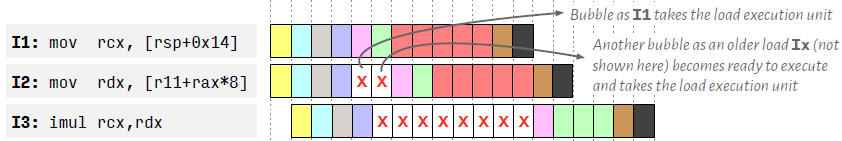 Bubble as I1 takes the load execution unit
I1: mov rcx, [rsp+0x14]
Another bubble as an older load Ix (not
shown here) becomes ready to execute
and takes the load execution unit
I2: mov rdx, [r11+rax*8] X X
I3: imul rcx,rdx X X X X X X X X